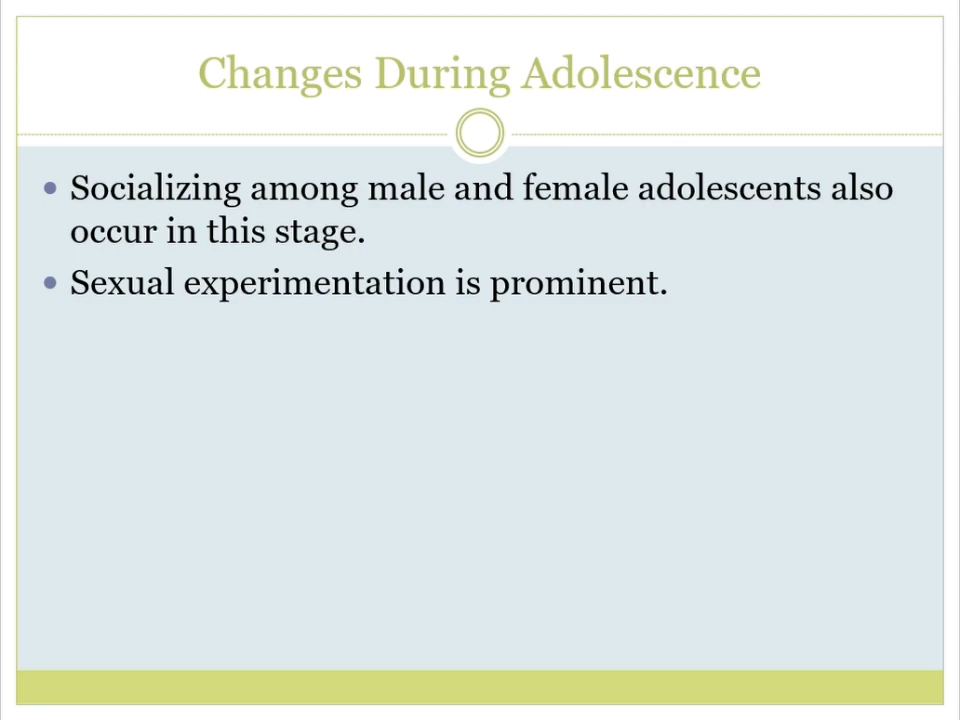 Changes During Adolescence
• Socializing among male and female adolescents also
occur in this stage.
• Sexual experimentation is prominent.